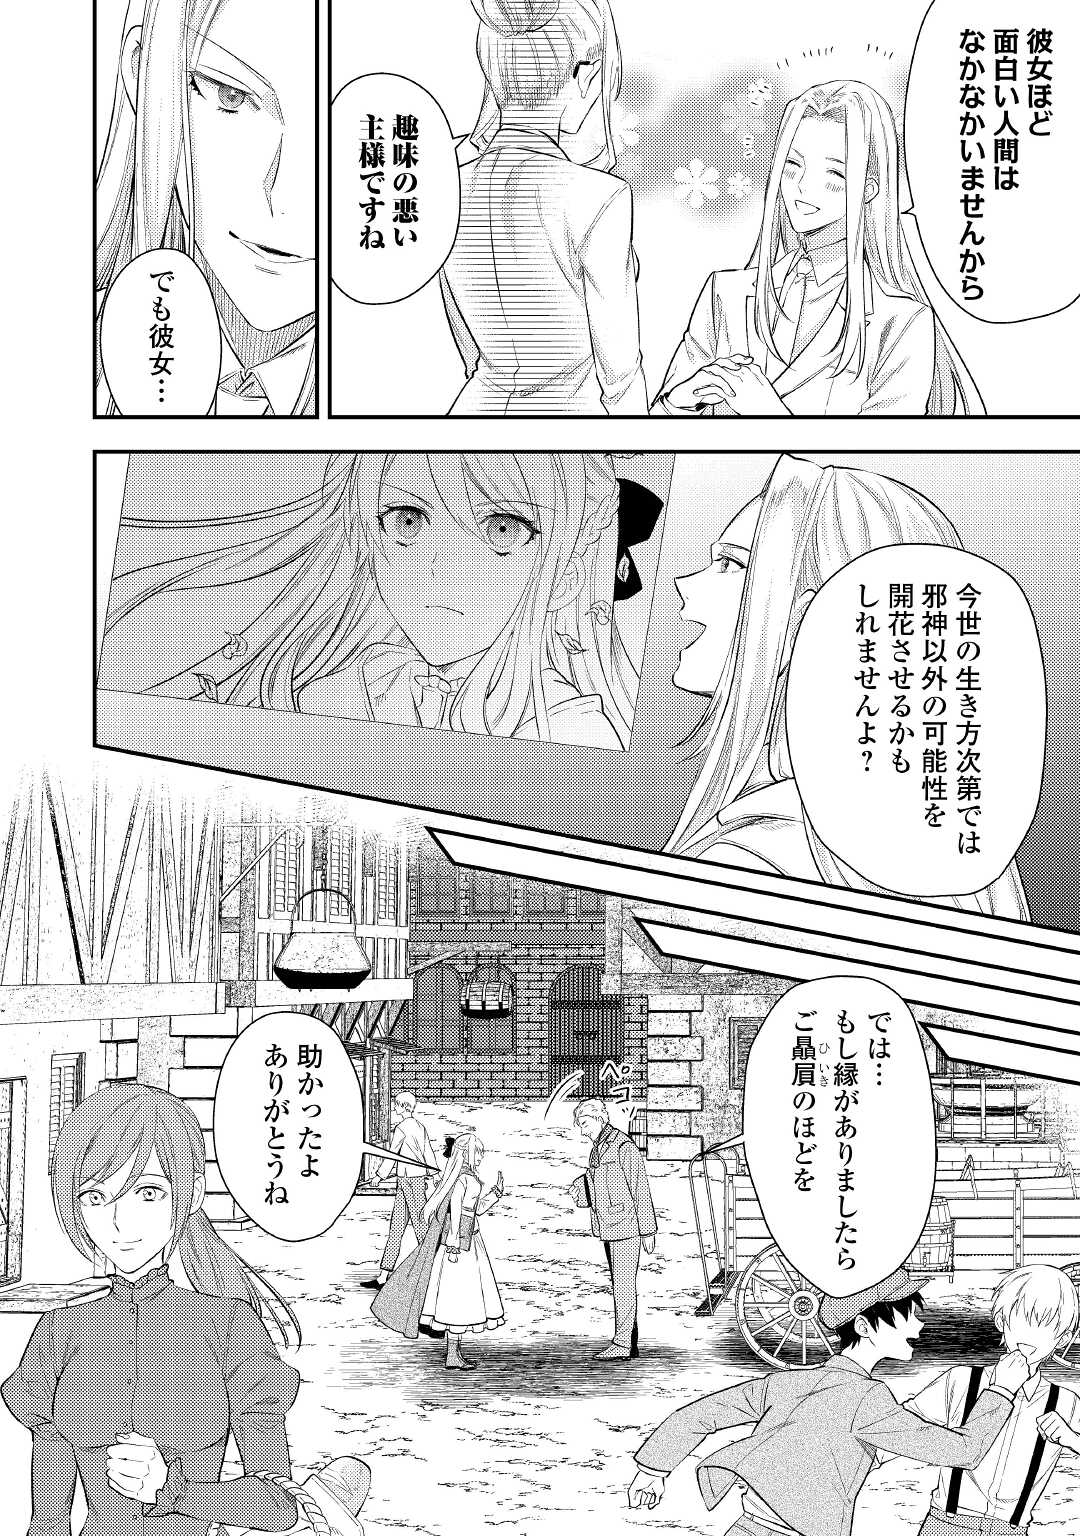 彼女ほど
面白い人間は
なかなかいませんから
趣味の悪い
主様ですね
でも彼女…
今世の生き方次第では
邪神以外の可能性を
開花させるかも
しれませんよ?
では…
もし縁がありましたら
ご贔屓のほどを
ひいき
ペコッ
助かったよ
ありがとうね